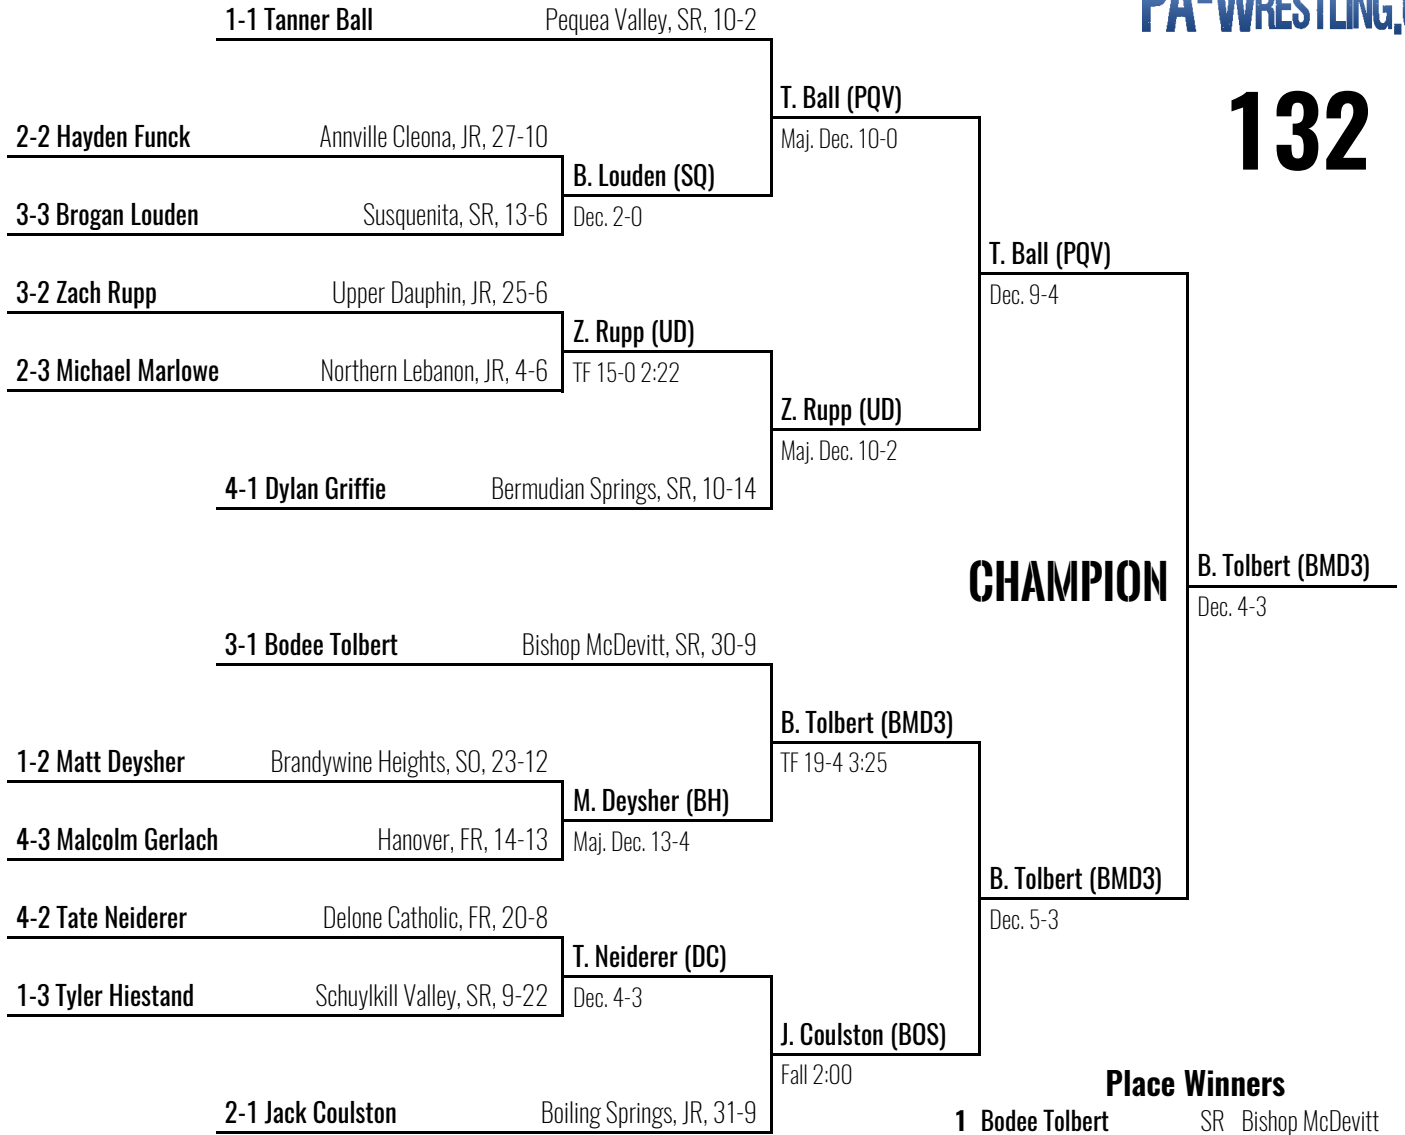 PA-WRESTLING.
132
1-1 Tanner Ball Pequea Valley, SR, 10-2
T. Ball (PQV)
Maj. Dec. 10-0
2-2 Hayden Funck Annville Cleona, JR, 27-10
B. Louden (SQ)
Dec. 2-0
3-3 Brogan Louden Susquenita, SR, 13-6
T. Ball (PQV)
Dec. 9-4
3-2 Zach Rupp Upper Dauphin, JR, 25-6
Z. Rupp (UD)
TF 15-0 2:22
2-3 Michael Marlowe Northern Lebanon, JR, 4-6
Z. Rupp (UD)
Maj. Dec. 10-2
4-1 Dylan Griffie Bermudian Springs, SR, 10-14
CHAMPION
B. Tolbert (BMD3)
Dec. 4-3
3-1 Bodee Tolbert Bishop McDevitt, SR, 30-9
B. Tolbert (BMD3)
TF 19-4 3:25
1-2 Matt Deysher Brandywine Heights, SO, 23-12
M. Deysher (BH)
Maj. Dec. 13-4
4-3 Malcolm Gerlach Hanover, FR, 14-13
B. Tolbert (BMD3)
Dec. 5-3
4-2 Tate Neiderer Delone Catholic, FR, 20-8
T. Neiderer (DC)
Dec. 4-3
1-3 Tyler Hiestand Schuylkill Valley, SR, 9-22
J. Coulston (BOS)
Fall 2:00
2-1 Jack Coulston Boiling Springs, JR, 31-9
Place Winners
1 Bodee Tolbert SR Bishop McDevitt